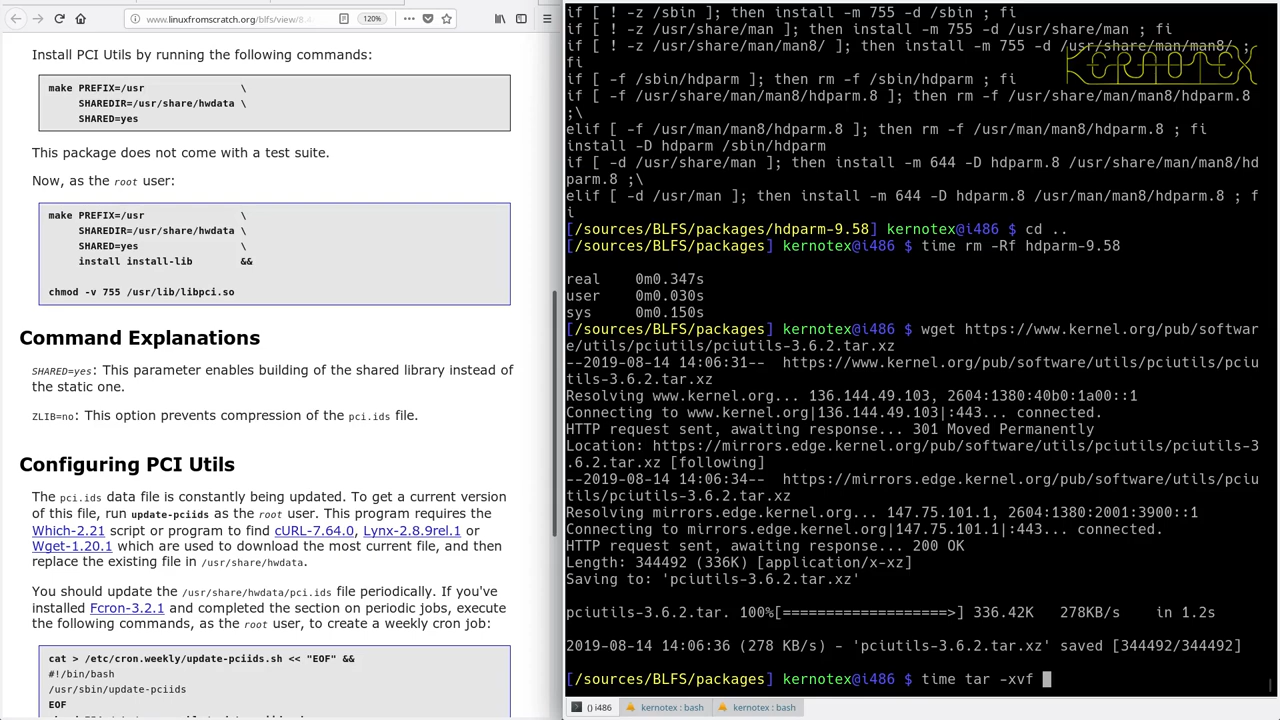 www.linuxfromscratch.org/blfs/view/8.4
120%
Install PCI Utils by running the following commands:
make PREFIX=/usr \
SHAREDIR=/usr/share/hwdata \
SHARED=yes
This package does not come with a test suite.
Now, as the root user:
make PREFIX=/usr \
SHAREDIR=/usr/share/hwdata \
SHARED=yes \
install install-lib &&
chmod -v 755 /usr/lib/libpci.so
Command Explanations
SHARED=yes: This parameter enables building of the shared library instead of
the static one.
ZLIB=no: This option prevents compression of the pci.ids file.
Configuring PCI Utils
The pci.ids data file is constantly being updated. To get a current version
of this file, run update-pciids as the root user. This program requires the
Which-2.21 script or program to find cURL-7.64.0, Lynx-2.8.9rel.1 or
Wget-1.20.1 which are used to download the most current file, and then
replace the existing file in /usr/share/hwdata.
You should update the /usr/share/hwdata/pci.ids file periodically. If you've
installed Fcron-3.2.1 and completed the section on periodic jobs, execute
the following commands, as the root user, to create a weekly cron job:
cat > /etc/cron.weekly/update-pciids.sh << "EOF" &&
#!/bin/bash
/usr/sbin/update-pciids
EOF
if [ ! -z /sbin ]; then install -m 755 -d /sbin ; fi
if [ ! -z /usr/share/man ]; then install -m 755 -d /usr/share/man ; fi
if [ ! -z /usr/share/man/man8/ ]; then install -m 755 -d /usr/share/man/man8/ ;
fi
if [ -f /sbin/hdparm ]; then rm -f /sbin/hdparm ; fi
if [ -f /usr/share/man/man8/hdparm.8 ]; then rm -f /usr/share/man/man8/hdparm.8
;\
elif [ -f /usr/man/man8/hdparm.8 ]; then rm -f /usr/man/man8/hdparm.8 ; fi
install -D hdparm /sbin/hdparm
if [ -d /usr/share/man ]; then install -m 644 -D hdparm.8 /usr/share/man/man8/hd
parm.8 ;\
elif [ -d /usr/man ]; then install -m 644 -D hdparm.8 /usr/man/man8/hdparm.8 ; f
i
[/sources/BLFS/packages/hdparm-9.58] kernotex@i486 $ cd ..
[/sources/BLFS/packages] kernotex@i486 $ time rm -Rf hdparm-9.58
real 0m0.347s
user 0m0.030s
sys 0m0.150s
[/sources/BLFS/packages] kernotex@i486 $ wget https://www.kernel.org/pub/softwar
e/utils/pciutils/pciutils-3.6.2.tar.xz
--2019-08-14 14:06:31-- https://www.kernel.org/pub/software/utils/pciutils/pciu
tils-3.6.2.tar.xz
Resolving www.kernel.org... 136.144.49.103, 2604:1380:40b0:1a00::1
Connecting to www.kernel.org|136.144.49.103|:443... connected.
HTTP request sent, awaiting response... 301 Moved Permanently
Location: https://mirrors.edge.kernel.org/pub/software/utils/pciutils/pciutils-3
.6.2.tar.xz [following]
--2019-08-14 14:06:34-- https://mirrors.edge.kernel.org/pub/software/utils/pciu
tils/pciutils-3.6.2.tar.xz
Resolving mirrors.edge.kernel.org... 147.75.101.1, 2604:1380:2001:3900::1
Connecting to mirrors.edge.kernel.org|147.75.101.1|:443... connected.
HTTP request sent, awaiting response... 200 OK
Length: 344492 (336K) [application/x-xz]
Saving to: 'pciutils-3.6.2.tar.xz'
pciutils-3.6.2.tar. 100%[===================>] 336.42K 278KB/s in 1.2s
2019-08-14 14:06:36 (278 KB/s) - 'pciutils-3.6.2.tar.xz' saved [344492/344492]
[/sources/BLFS/packages] kernotex@i486 $ time tar -xvf
KERNOTEX
() i486
kernotex : bash
kernotex : bash